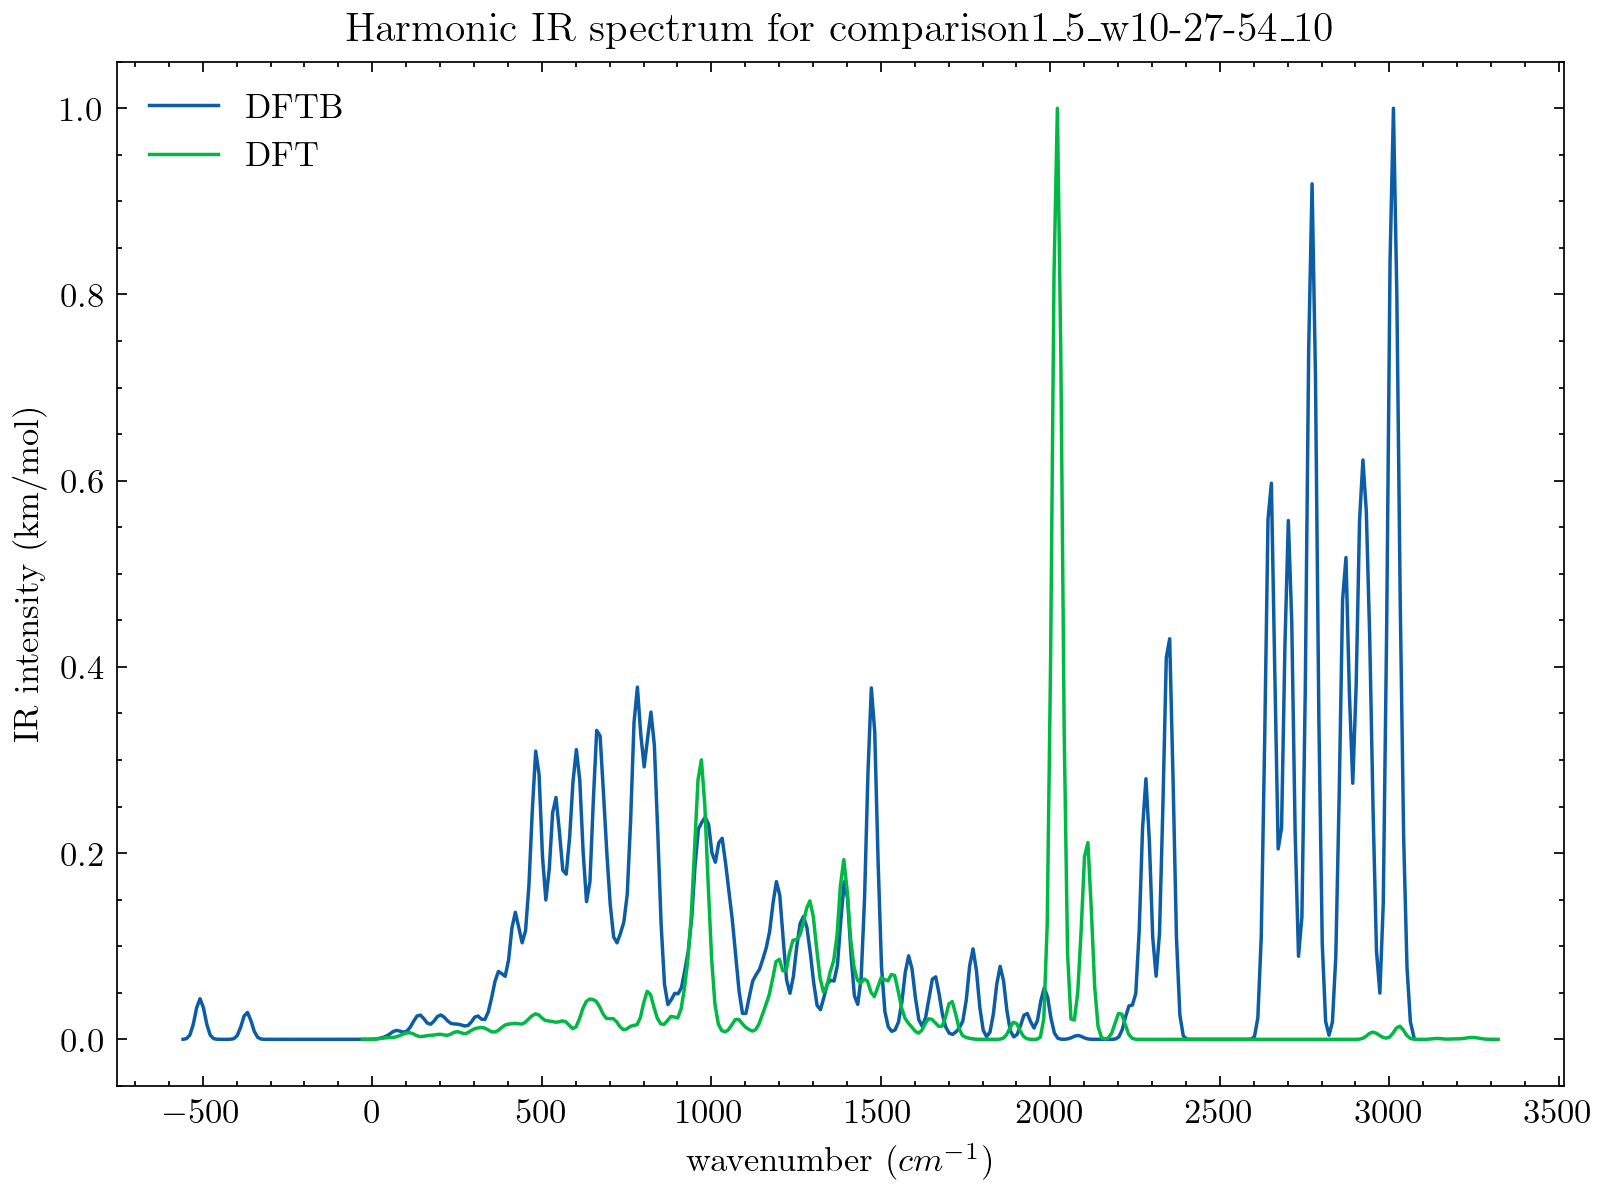 Harmonic IR spectrum for comparison1_5_w10-27-54_10
DFTB
DFT
IR intensity (km/mol)
1.0
0.8
0.6
0.4
0.2
0.0
−500 0 500 1000 1500 2000 2500 3000 3500
wavenumber (cm⁻¹)